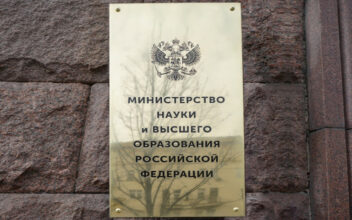 МИНИСТЕРСТВО
НАУКИ
и ВЫСШЕГО
ОБРАЗОВАНИЯ
РОССИЙСКОЙ
ФЕДЕРАЦИИ